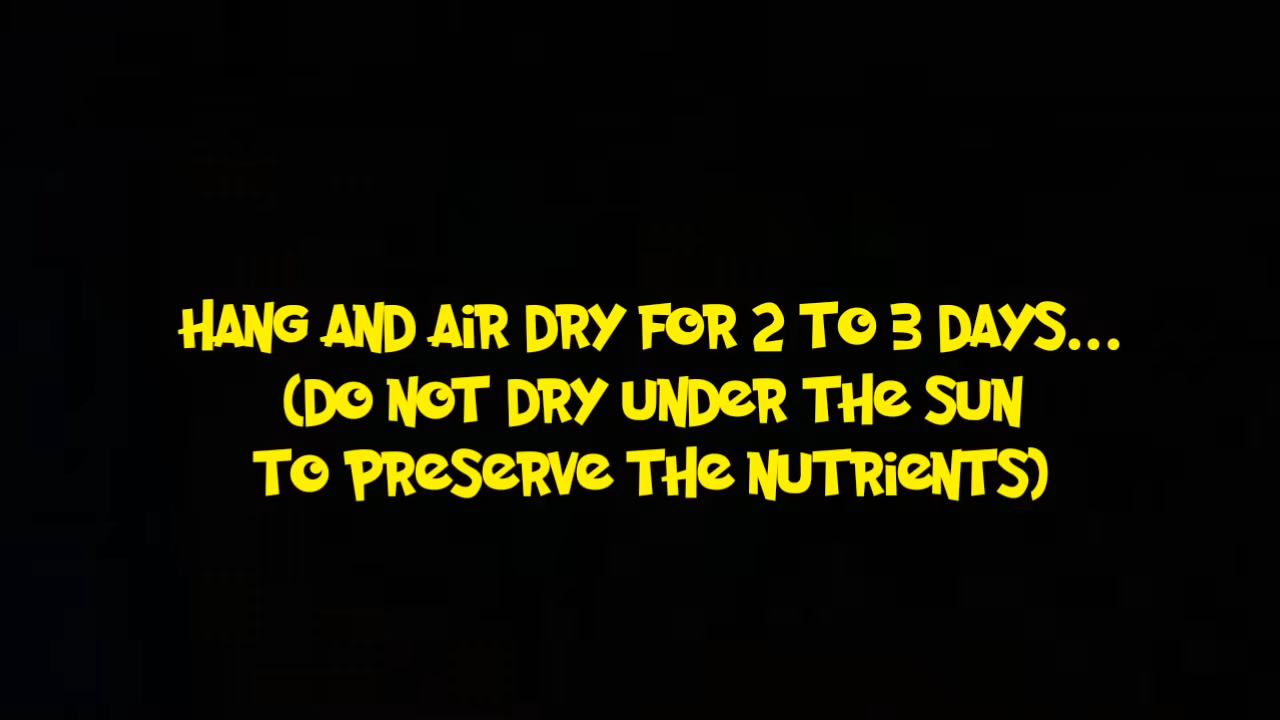 HANG AND AiR DRY FOR 2 TO 3 DAYS...
(DO NOT DRY UNDeR THe SUN
TO PReSeRVe THe NUTRieNTS)